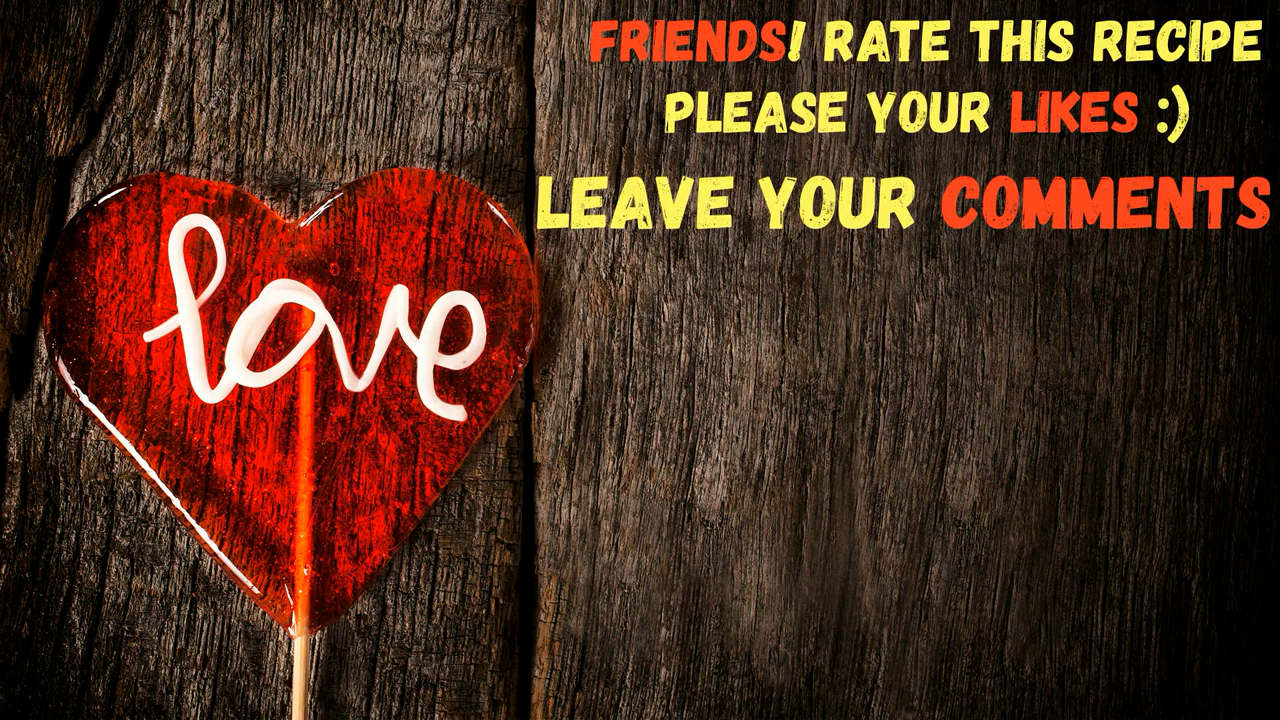 FRIENDS! RATE THIS RECIPE
PLEASE YOUR LIKES :)
LEAVE YOUR COMMENTS
love